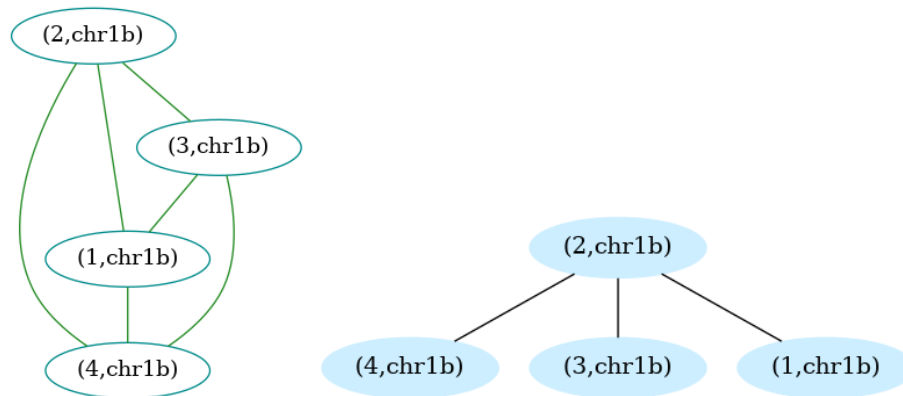 (2,chr1b)
(3,chr1b)
(1,chr1b)
(4,chr1b)
(2,chr1b)
(4,chr1b) (3,chr1b) (1,chr1b)